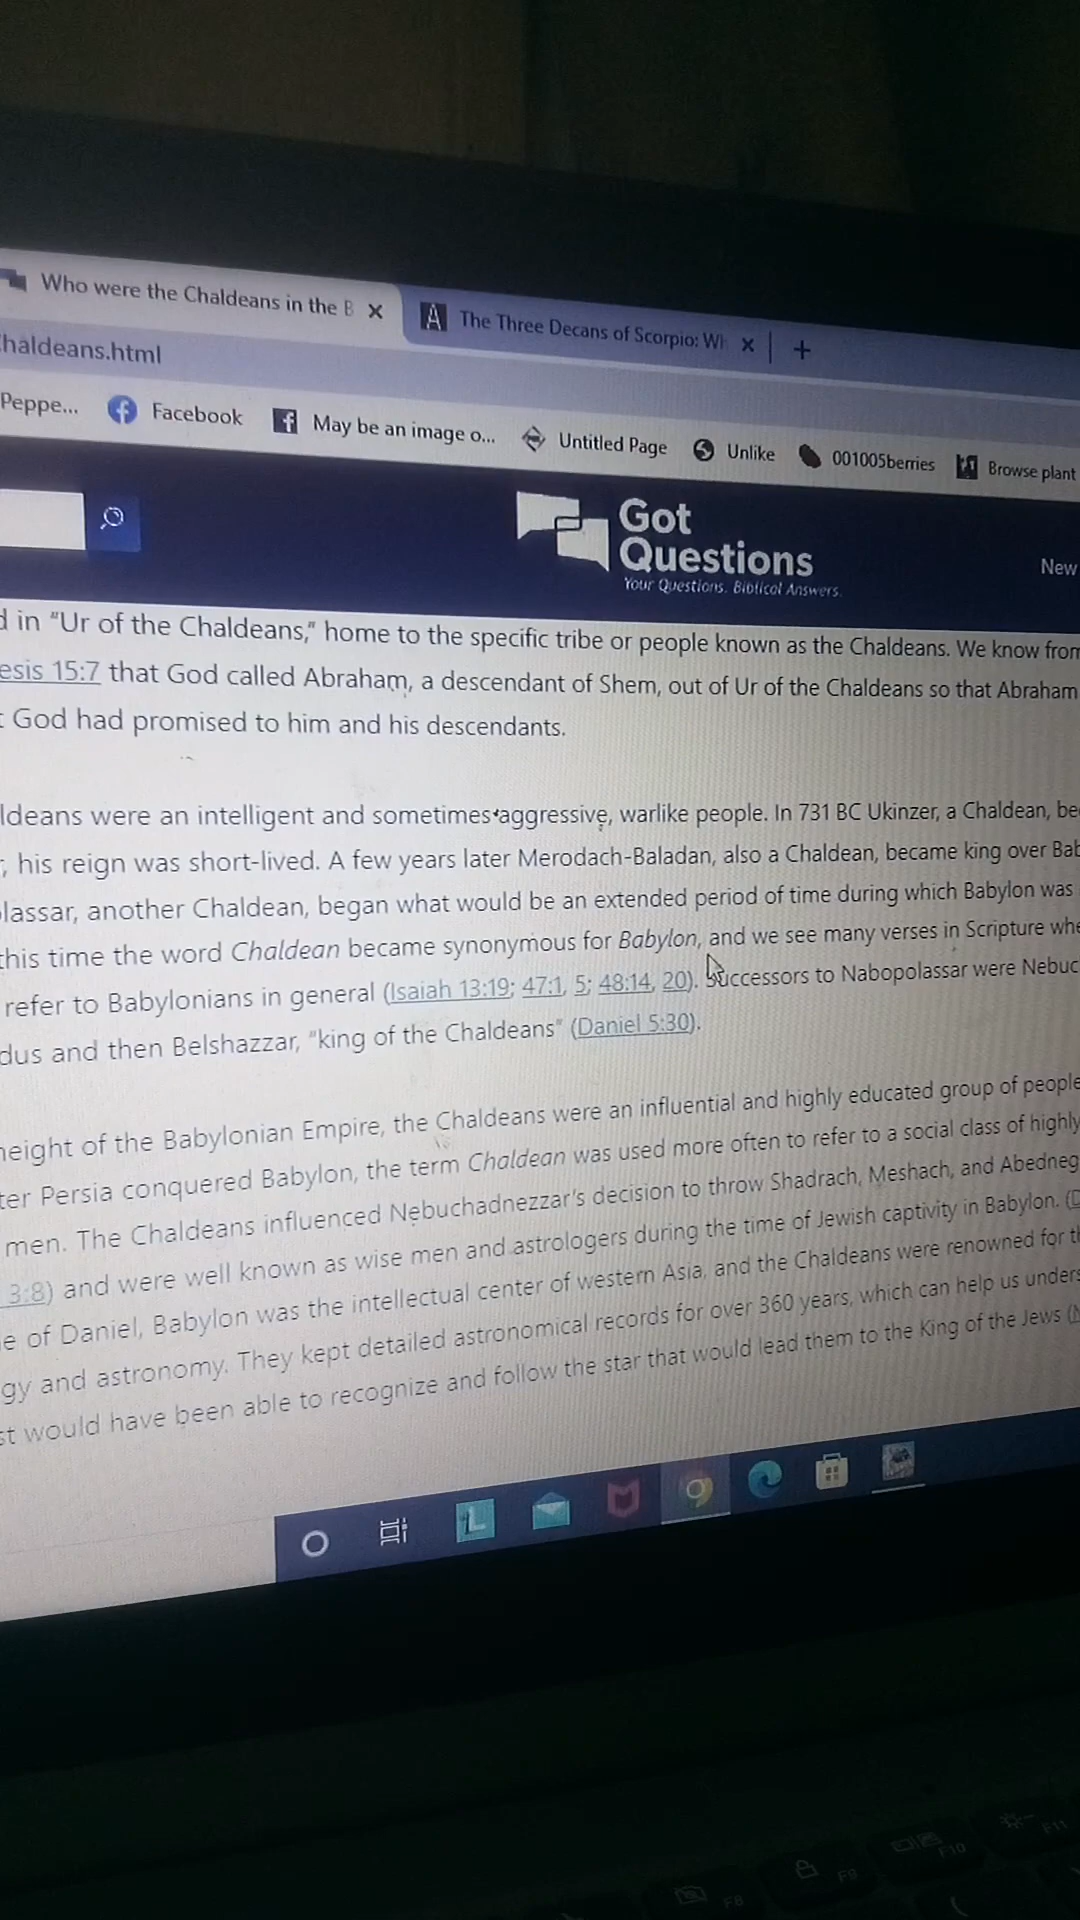 Who were the Chaldeans in the B
The Three Decans of Scorpio: Wh
haldeans.html
Peppe...
Facebook
May be an image o...
Untitled Page
Unlike
001005berries
Browse plant
Got
Questions
Your Questions. Biblical Answers.
New
d in "Ur of the Chaldeans," home to the specific tribe or people known as the Chaldeans. We know from
esis 15:7 that God called Abraham, a descendant of Shem, out of Ur of the Chaldeans so that Abraham
t God had promised to him and his descendants.
ldeans were an intelligent and sometimes aggressive, warlike people. In 731 BC Ukinzer, a Chaldean, be
, his reign was short-lived. A few years later Merodach-Baladan, also a Chaldean, became king over Bab
lassar, another Chaldean, began what would be an extended period of time during which Babylon was
this time the word Chaldean became synonymous for Babylon, and we see many verses in Scripture whe
refer to Babylonians in general (Isaiah 13:19; 47:1, 5; 48:14, 20). Successors to Nabopolassar were Nebuc
dus and then Belshazzar, "king of the Chaldeans" (Daniel 5:30).
height of the Babylonian Empire, the Chaldeans were an influential and highly educated group of people
ter Persia conquered Babylon, the term Chaldean was used more often to refer to a social class of highly
men. The Chaldeans influenced Nebuchadnezzar's decision to throw Shadrach, Meshach, and Abedneg
3:8) and were well known as wise men and astrologers during the time of Jewish captivity in Babylon. (D
e of Daniel, Babylon was the intellectual center of western Asia, and the Chaldeans were renowned for th
gy and astronomy. They kept detailed astronomical records for over 360 years, which can help us unders
st would have been able to recognize and follow the star that would lead them to the King of the Jews (M
L
F8
F9
F10
F11